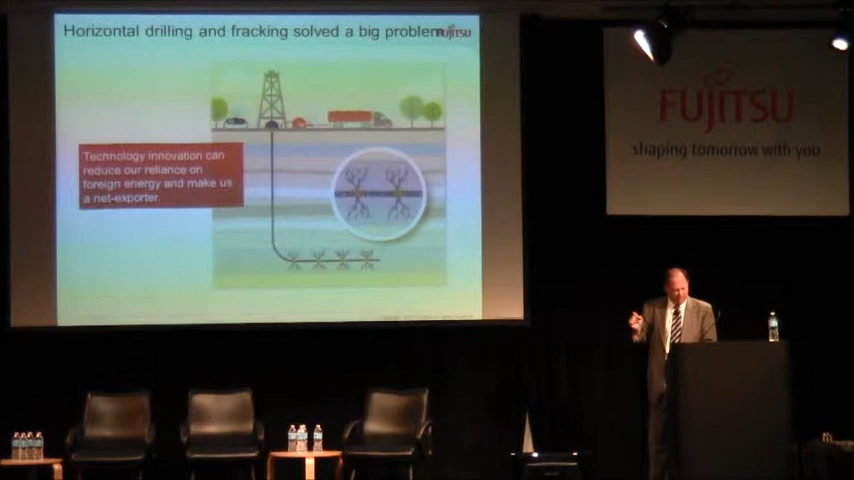 Horizontal drilling and fracking solved a big problem
FUJITSU
Technology innovation can
reduce our reliance on
foreign energy and make us
a net-exporter.
FUJITSU
shaping tomorrow with you